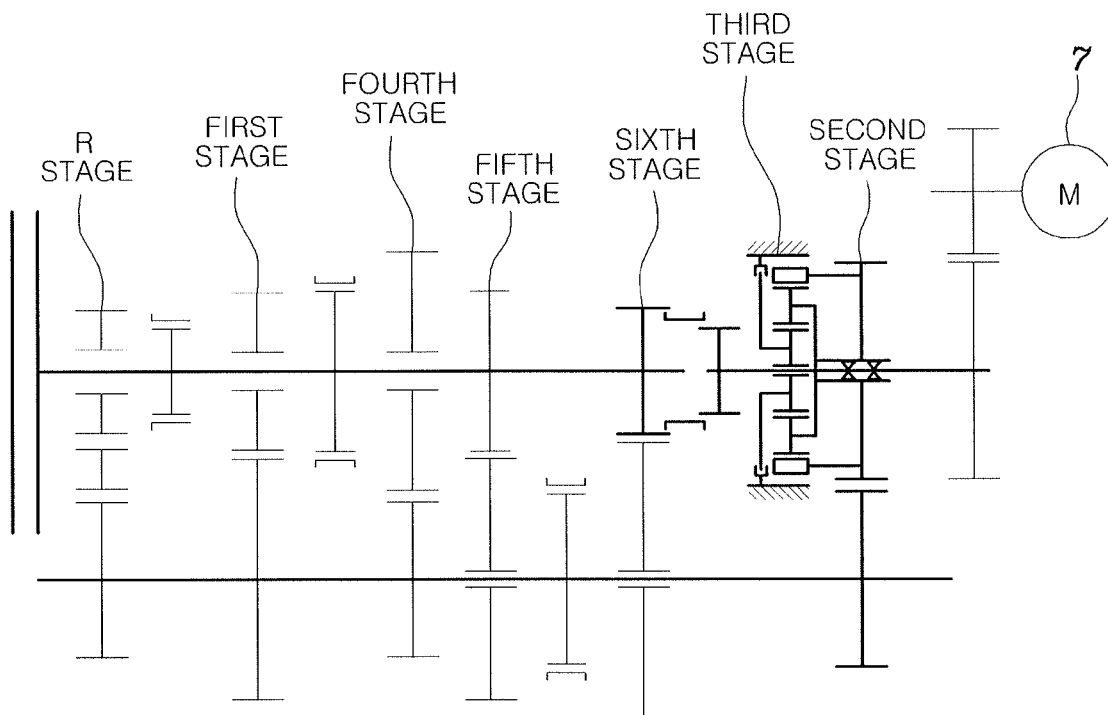 THIRD
STAGE
7
FOURTH
STAGE
R
STAGE
FIRST
STAGE
FIFTH
STAGE
SIXTH
STAGE
SECOND
STAGE
M